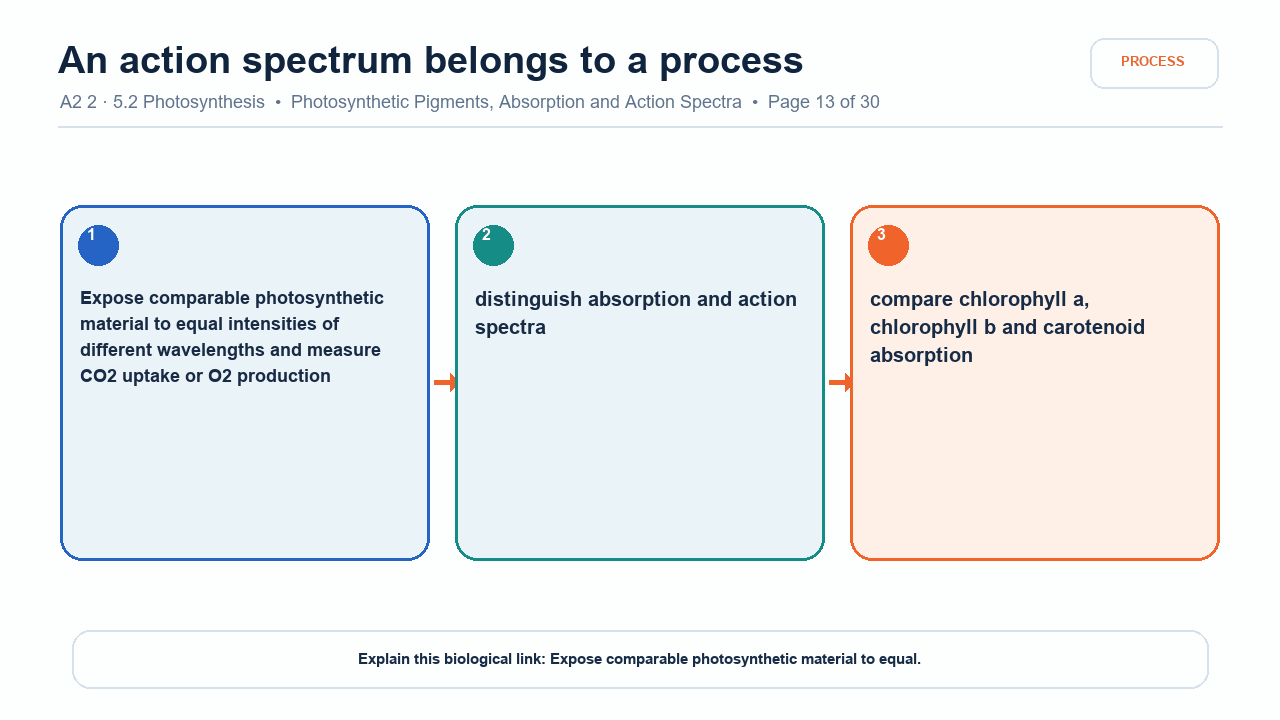 An action spectrum belongs to a process
PROCESS
A2 2 · 5.2 Photosynthesis • Photosynthetic Pigments, Absorption and Action Spectra • Page 13 of 30
1
Expose comparable photosynthetic
material to equal intensities of
different wavelengths and measure
CO2 uptake or O2 production
2
distinguish absorption and action
spectra
3
compare chlorophyll a,
chlorophyll b and carotenoid
absorption
Explain this biological link: Expose comparable photosynthetic material to equal.